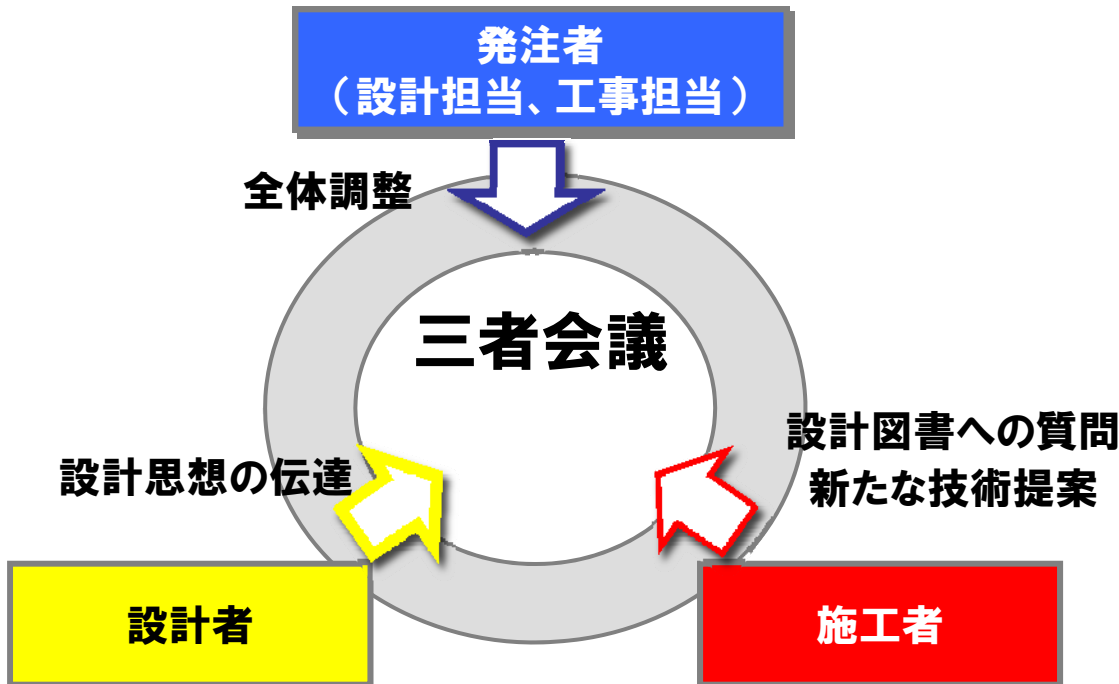 発注者
（設計担当、工事担当）
全体調整
三者会議
設計図書への質問
新たな技術提案
設計思想の伝達
設計者
施工者